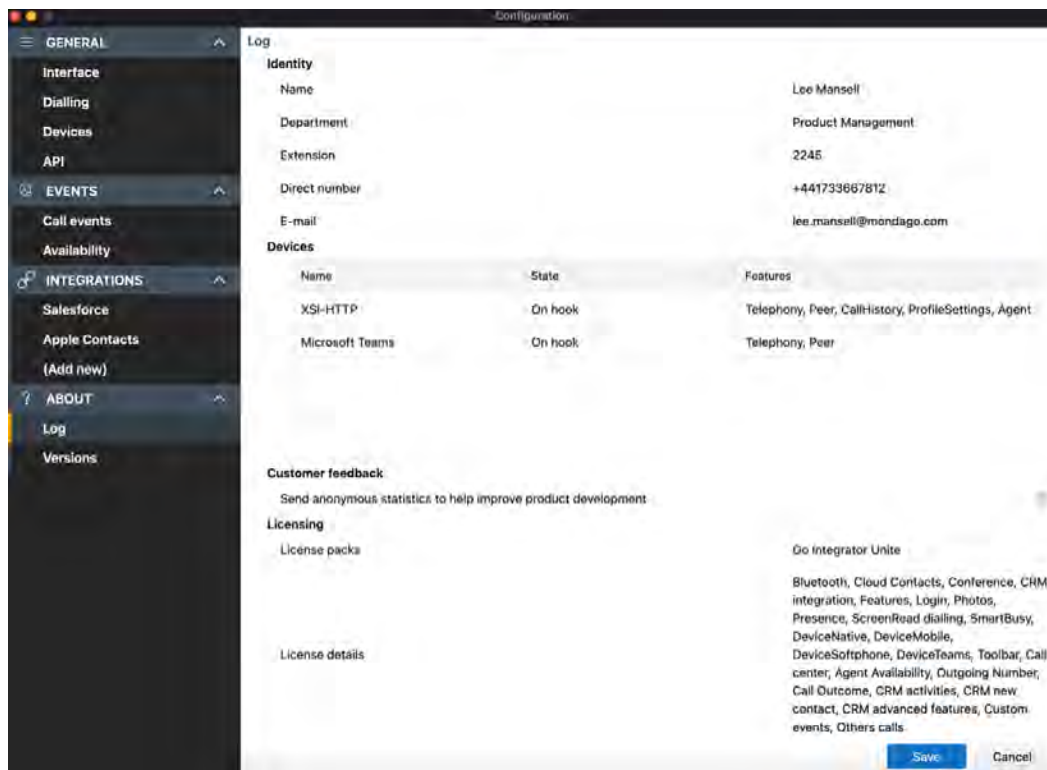 Configuration
GENERAL
Interface
Dialling
Devices
API
EVENTS
Call events
Availability
INTEGRATIONS
Salesforce
Apple Contacts
(Add new)
ABOUT
Log
Versions
Log
Identity
Name Lee Mansell
Department Product Management
Extension 2245
Direct number +441733667812
E-mail lee.mansell@mondago.com
Devices
Name State Features
XSI-HTTP On hook Telephony, Peer, CallHistory, ProfileSettings, Agent
Microsoft Teams On hook Telephony, Peer
Customer feedback
Send anonymous statistics to help improve product development
Licensing
License packs Go Integrator Unite
License details
Bluetooth, Cloud Contacts, Conference, CRM
integration, Features, Login, Photos,
Presence, ScreenRead dialling, SmartBusy,
DeviceNative, DeviceMobile,
DeviceSoftphone, DeviceTeams, Toolbar, Call
center, Agent Availability, Outgoing Number,
Call Outcome, CRM activities, CRM new
contact, CRM advanced features, Custom
events, Others calls
Save Cancel